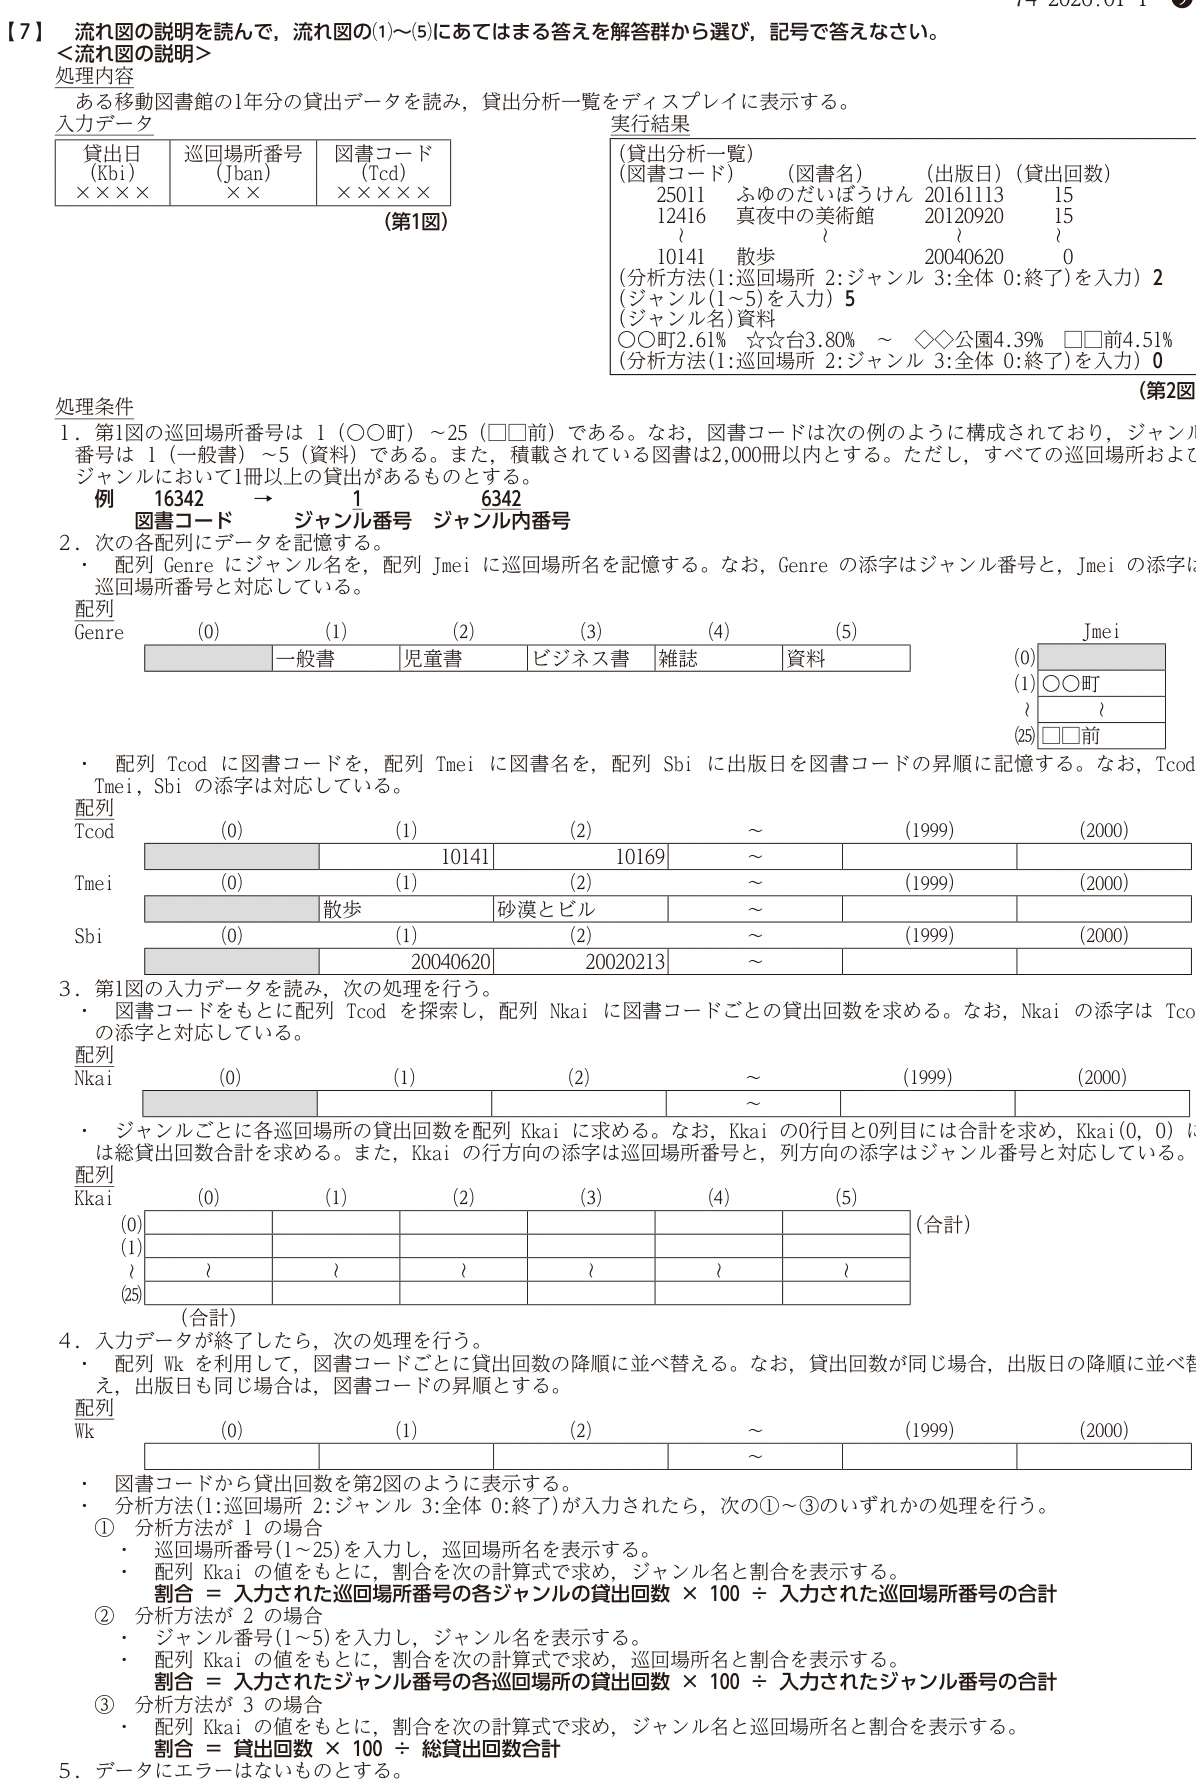 【7】　流れ図の説明を読んで，流れ図の⑴～⑸にあてはまる答えを解答群から選び，記号で答えなさい。
＜流れ図の説明＞
処理内容
ある移動図書館の1年分の貸出データを読み，貸出分析一覧をディスプレイに表示する。
入力データ
貸出日 巡回場所番号 図書コード
(Kbi) (Jban) (Tcd)
×××× ×× ×××××
(第1図)
実行結果
(貸出分析一覧)
(図書コード) (図書名) (出版日) (貸出回数)
25011 ふゆのだいぼうけん 20161113 15
12416 真夜中の美術館 20120920 15
～ ～ ～ ～
10141 散歩 20040620 0
(分析方法(1:巡回場所 2:ジャンル 3:全体 0:終了)を入力) 2
(ジャンル(1～5)を入力) 5
(ジャンル名)資料
○○町2.61% ☆☆台3.80% ～ ◇◇公園4.39% □□前4.51%
(分析方法(1:巡回場所 2:ジャンル 3:全体 0:終了)を入力) 0
(第2図
処理条件
１．第1図の巡回場所番号は 1（○○町）～25（□□前）である。なお，図書コードは次の例のように構成されており，ジャンル
番号は 1（一般書）～5（資料）である。また，積載されている図書は2,000冊以内とする。ただし，すべての巡回場所および
ジャンルにおいて1冊以上の貸出があるものとする。
例 16342 → 1 6342
図書コード ジャンル番号 ジャンル内番号
２．次の各配列にデータを記憶する。
・ 配列 Genre にジャンル名を，配列 Jmei に巡回場所名を記憶する。なお，Genre の添字はジャンル番号と，Jmei の添字は
巡回場所番号と対応している。
配列
Genre (0) (1) (2) (3) (4) (5)
一般書 児童書 ビジネス書 雑誌 資料
Jmei
(0)
(1) ○○町
～ ～
(25) □□前
・ 配列 Tcod に図書コードを，配列 Tmei に図書名を，配列 Sbi に出版日を図書コードの昇順に記憶する。なお，Tcod
Tmei，Sbi の添字は対応している。
配列
Tcod (0) (1) (2) ～ (1999) (2000)
10141 10169 ～
Tmei (0) (1) (2) ～ (1999) (2000)
散歩 砂漠とビル ～
Sbi (0) (1) (2) ～ (1999) (2000)
20040620 20020213 ～
３．第1図の入力データを読み，次の処理を行う。
・ 図書コードをもとに配列 Tcod を探索し，配列 Nkai に図書コードごとの貸出回数を求める。なお，Nkai の添字は Tco
の添字と対応している。
配列
Nkai (0) (1) (2) ～ (1999) (2000)
～
・ ジャンルごとに各巡回場所の貸出回数を配列 Kkai に求める。なお，Kkai の0行目と0列目には合計を求め，Kkai(0, 0) に
は総貸出回数合計を求める。また，Kkai の行方向の添字は巡回場所番号と，列方向の添字はジャンル番号と対応している。
配列
Kkai (0) (1) (2) (3) (4) (5)
(0) (合計)
(1)
～ ～ ～ ～ ～ ～ ～
(25)
(合計)
４．入力データが終了したら，次の処理を行う。
・ 配列 Wk を利用して，図書コードごとに貸出回数の降順に並べ替える。なお，貸出回数が同じ場合，出版日の降順に並べ替
え，出版日も同じ場合は，図書コードの昇順とする。
配列
Wk (0) (1) (2) ～ (1999) (2000)
～
・ 図書コードから貸出回数を第2図のように表示する。
・ 分析方法(1:巡回場所 2:ジャンル 3:全体 0:終了)が入力されたら，次の①～③のいずれかの処理を行う。
① 分析方法が 1 の場合
・ 巡回場所番号(1～25)を入力し，巡回場所名を表示する。
・ 配列 Kkai の値をもとに，割合を次の計算式で求め，ジャンル名と割合を表示する。
割合 ＝ 入力された巡回場所番号の各ジャンルの貸出回数 × 100 ÷ 入力された巡回場所番号の合計
② 分析方法が 2 の場合
・ ジャンル番号(1～5)を入力し，ジャンル名を表示する。
・ 配列 Kkai の値をもとに，割合を次の計算式で求め，巡回場所名と割合を表示する。
割合 ＝ 入力されたジャンル番号の各巡回場所の貸出回数 × 100 ÷ 入力されたジャンル番号の合計
③ 分析方法が 3 の場合
・ 配列 Kkai の値をもとに，割合を次の計算式で求め，ジャンル名と巡回場所名と割合を表示する。
割合 ＝ 貸出回数 × 100 ÷ 総貸出回数合計
５．データにエラーはないものとする。